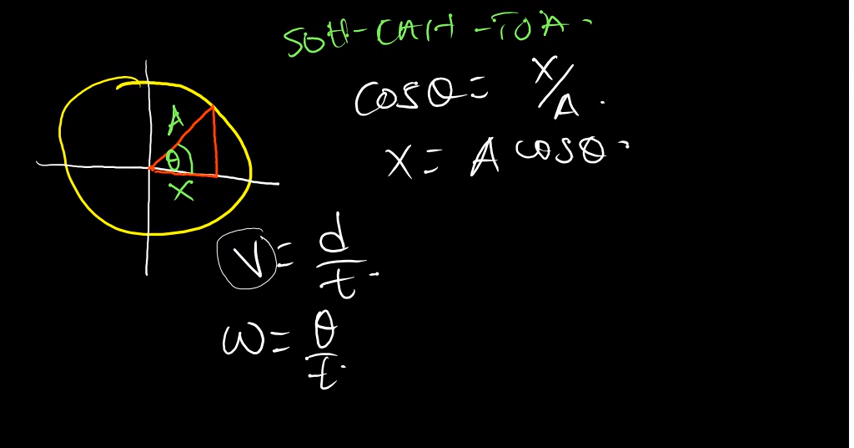 SOH-CAH-TOA.
cosθ = x/A.
A
θ
x
x = A cosθ.
V = d/t.
ω = θ/t.